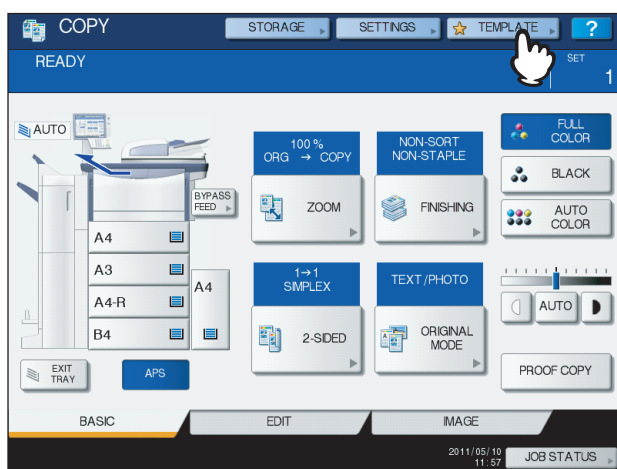 COPY
STORAGE
SETTINGS
TEMPLATE
?
READY
SET
1
AUTO
100 %
ORG → COPY
NON-SORT
NON-STAPLE
FULL
COLOR
BLACK
BYPASS
FEED
ZOOM
FINISHING
AUTO
COLOR
A4
A3
A4-R
B4
A4
1→1
SIMPLEX
TEXT/PHOTO
AUTO
2-SIDED
ORIGINAL
MODE
EXIT
TRAY
APS
PROOF COPY
BASIC
EDIT
IMAGE
2011/05/10
11:57
JOB STATUS